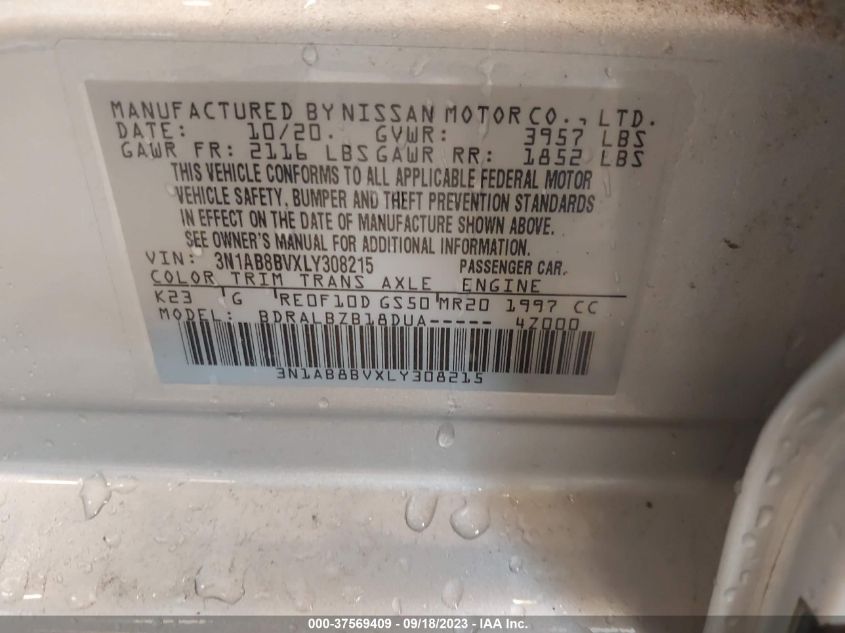 MANUFACTURED BY NISSAN MOTOR CO., LTD.
DATE: 10/20. GVWR: 3957 LBS
GAWR FR: 2116 LBS GAWR RR: 1852 LBS
THIS VEHICLE CONFORMS TO ALL APPLICABLE FEDERAL MOTOR
VEHICLE SAFETY, BUMPER AND THEFT PREVENTION STANDARDS
IN EFFECT ON THE DATE OF MANUFACTURE SHOWN ABOVE.
SEE OWNER'S MANUAL FOR ADDITIONAL INFORMATION.
VIN: 3N1AB8BVXLY308215 PASSENGER CAR.
COLOR TRIM TRANS AXLE ENGINE
K23 G RE0F10D GS50 MR20 1997 CC
MODEL: BDRALBZB18DUA----- 4Z000
3N1AB8BVXLY308215
000-37569409 - 09/18/2023 - IAA Inc.